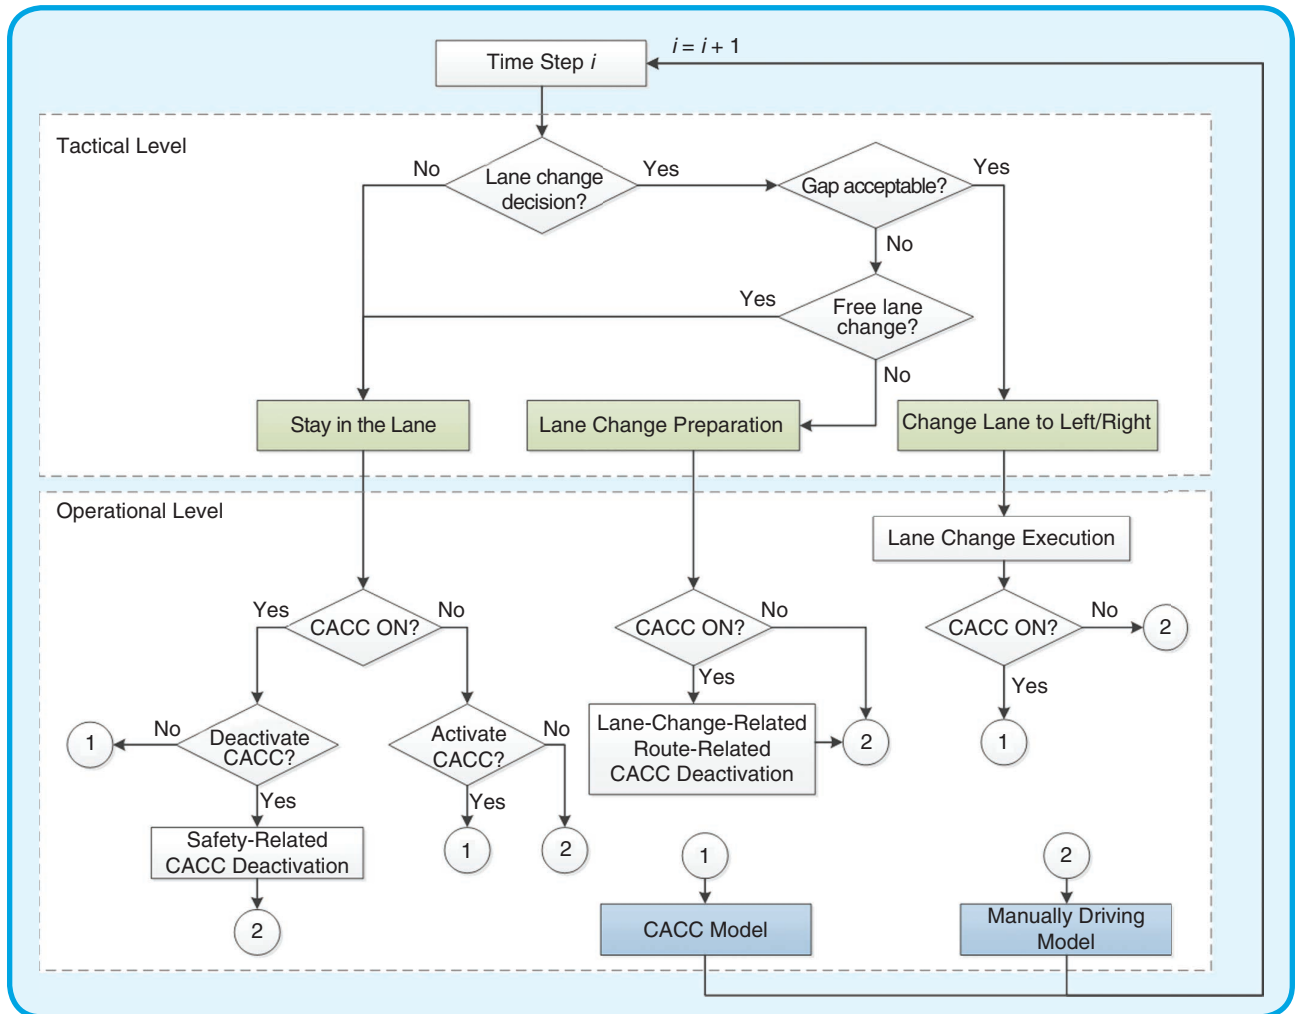 i = i + 1
Time Step i
Tactical Level
No
Lane change
decision?
Yes
Gap acceptable?
Yes
No
Yes
Free lane
change?
No
Stay in the Lane
Lane Change Preparation
Change Lane to Left/Right
Operational Level
Lane Change Execution
Yes
CACC ON?
No
CACC ON?
No
CACC ON?
No
2
Yes
Yes
1
No
Deactivate
CACC?
Activate
CACC?
No
Lane-Change-Related
Route-Related
CACC Deactivation
2
1
Yes
Yes
Safety-Related
CACC Deactivation
1
2
1
2
2
CACC Model
Manually Driving
Model